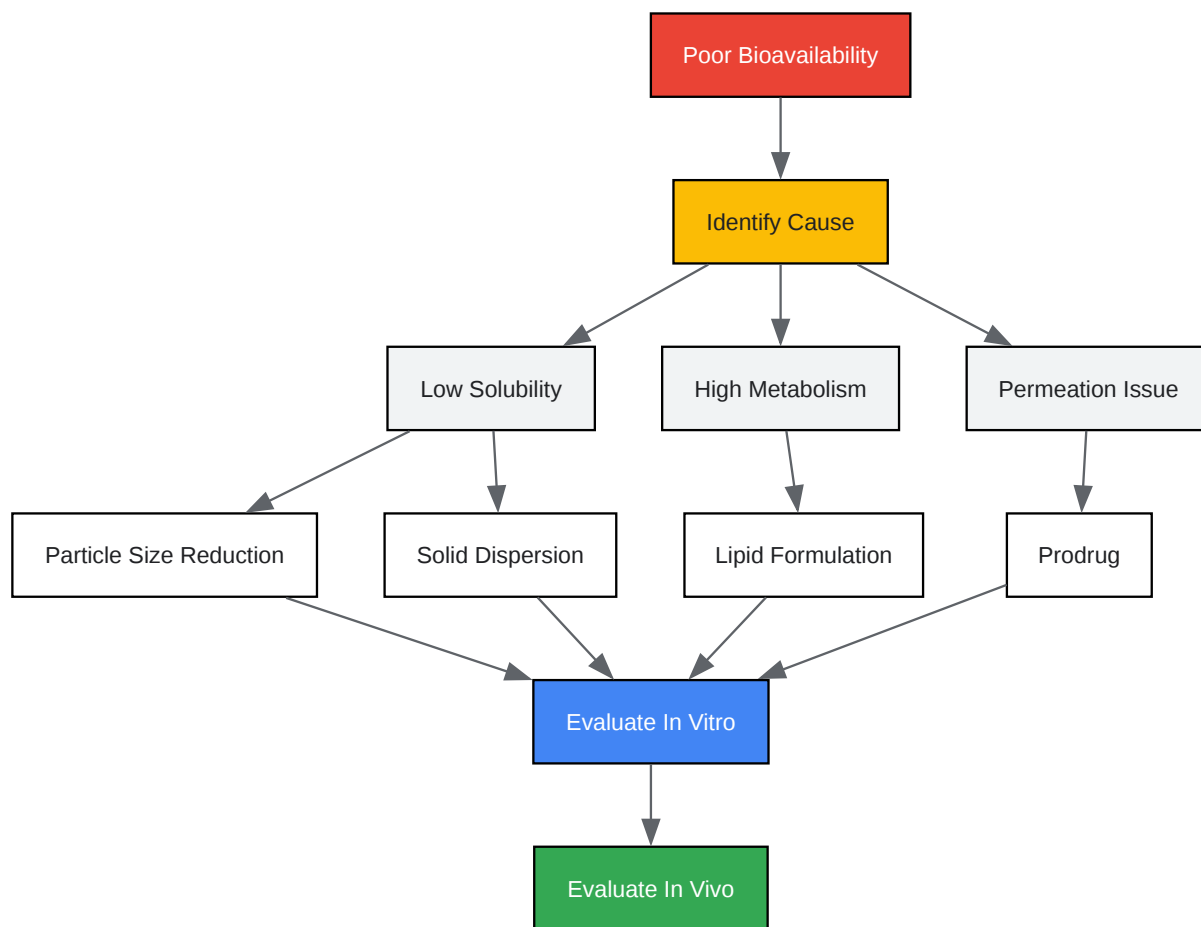 Poor Bioavailability
Identify Cause
Low Solubility
High Metabolism
Permeation Issue
Particle Size Reduction
Solid Dispersion
Lipid Formulation
Prodrug
Evaluate In Vitro
Evaluate In Vivo